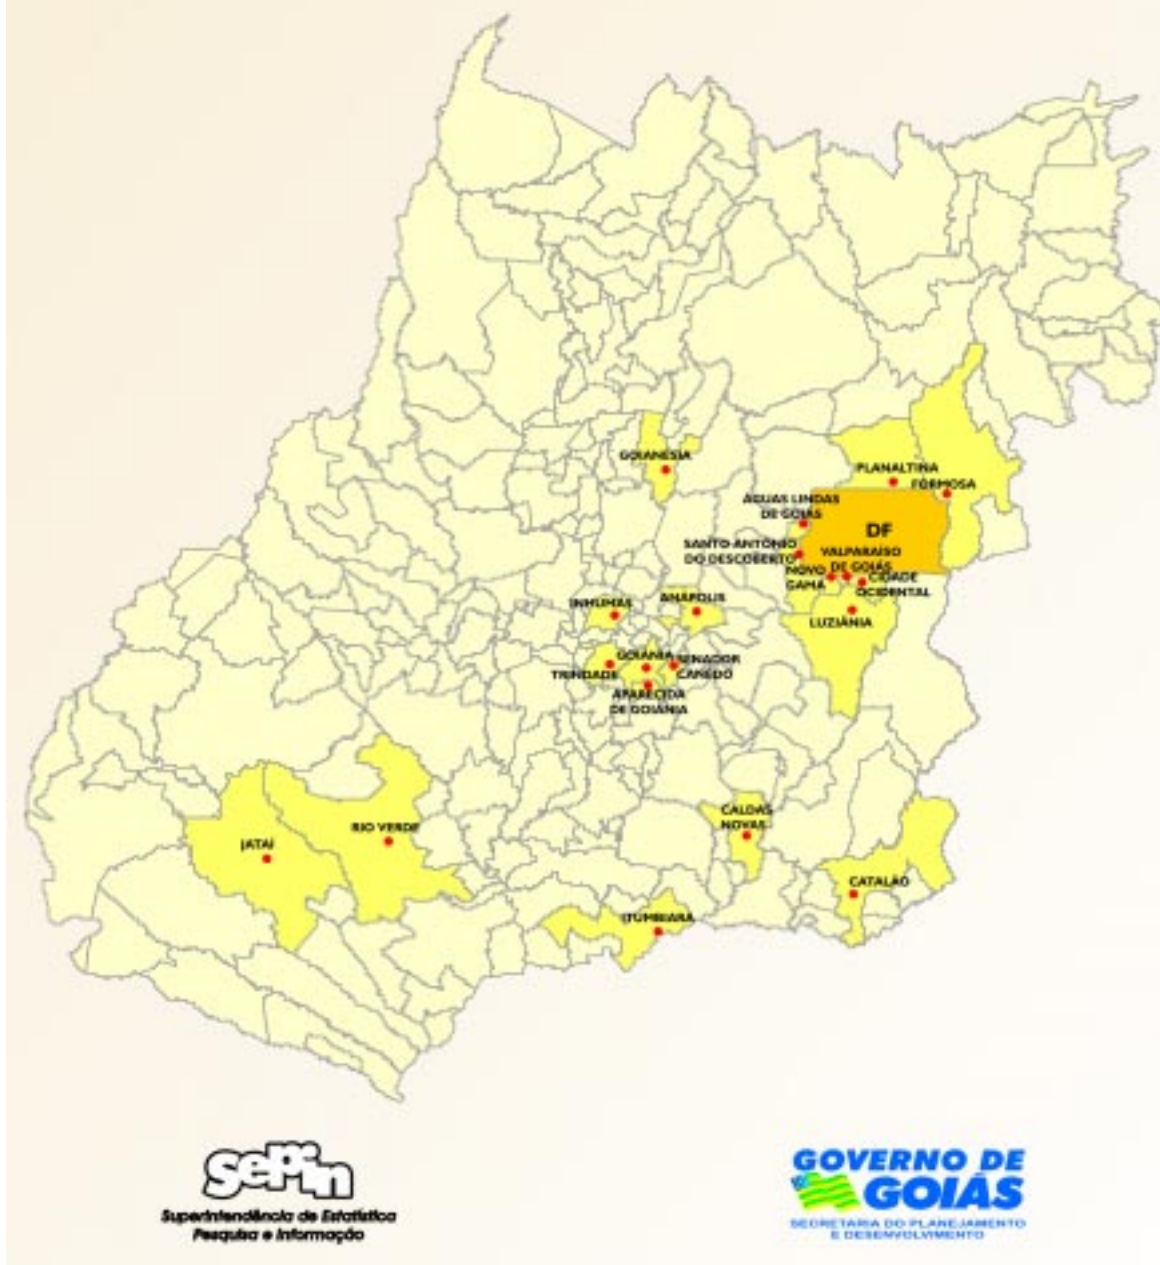 GOIANÉSIA
PLANALTINA
FORMOSA
ÁGUAS LINDAS
DE GOIÁS
DF
SANTO ANTÔNIO
DO DESCOBERTO
VALPARAÍSO
DE GOIÁS
NOVO
GAMA
CIDADE
OCIDENTAL
INHUMAS
ANÁPOLIS
LUZIÂNIA
GOIÂNIA
SENADOR
CANEDO
TRINDADE
APARECIDA
DE GOIÂNIA
CALDAS
NOVAS
RIO VERDE
JATAÍ
CATALÃO
ITUMBIARA
sepin
Superintendência de Estatística
Pesquisa e Informação
GOVERNO DE
GOIÁS
SECRETARIA DO PLANEJAMENTO
E DESENVOLVIMENTO